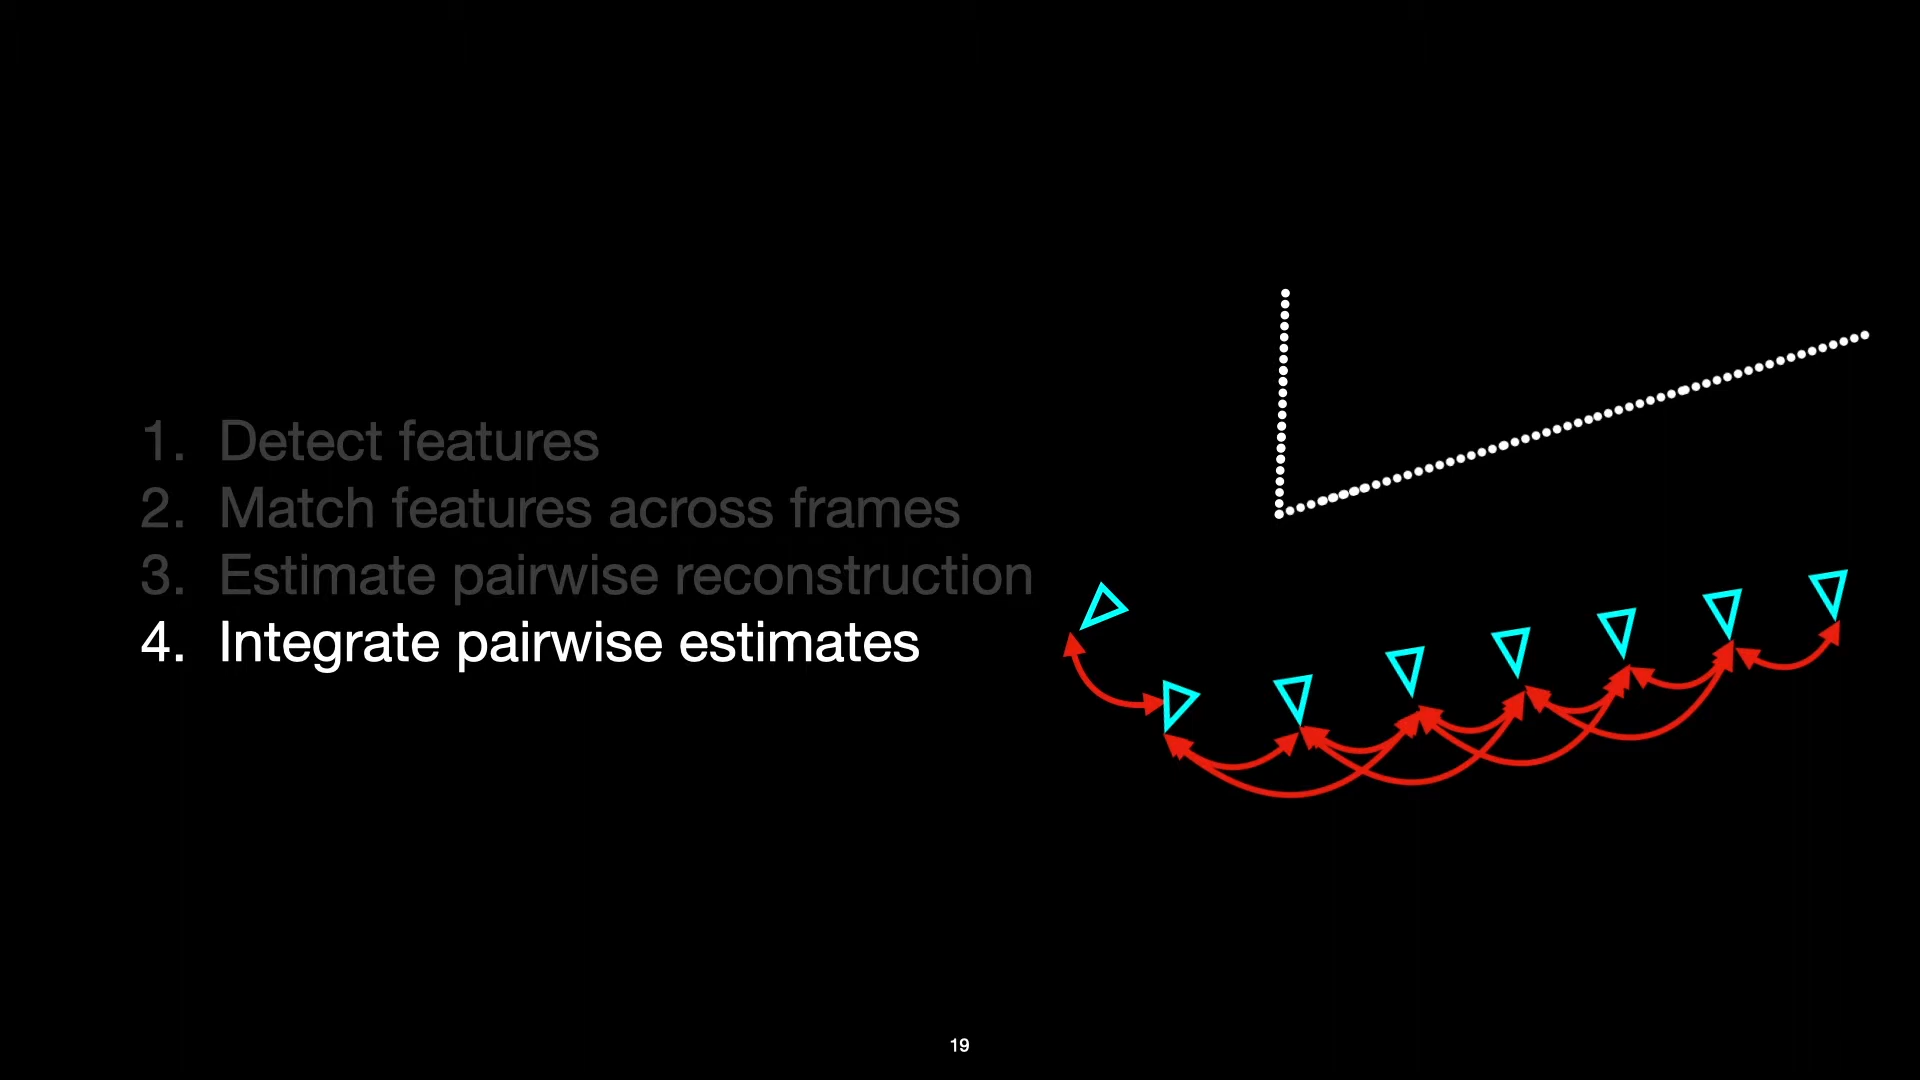 1. Detect features
2. Match features across frames
3. Estimate pairwise reconstruction
4. Integrate pairwise estimates
19